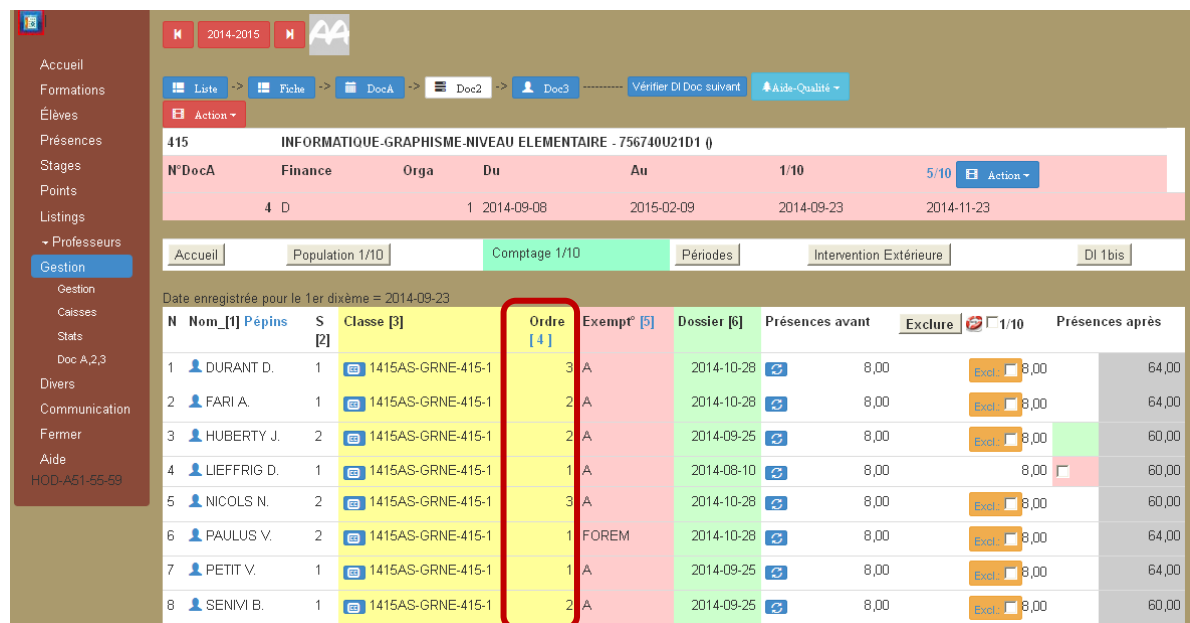 2014-2015
Accueil
Formations
Élèves
Présences
Stages
Points
Listings
Professeurs
Gestion
Gestion
Caisses
Stats
Doc A,2,3
Divers
Communication
Fermer
Aide
HOD-A51-55-59
Liste -> Fiche -> DocA -> Doc2 -> Doc3 ---------- Vérifier DI Doc suivant Aide-Qualité
Action
415 INFORMATIQUE-GRAPHISME-NIVEAU ELEMENTAIRE - 756740U21D1 ()
N°DocA Finance Orga Du Au 1/10 5/10 Action
4 D 1 2014-09-08 2015-02-09 2014-09-23 2014-11-23
Accueil Population 1/10 Comptage 1/10 Périodes Intervention Extérieure DI 1bis
Date enregistrée pour le 1er dixème = 2014-09-23
N Nom_[1] Pépins S [2] Classe [3] Ordre [4] Exempt° [5] Dossier [6] Présences avant Exclure 1/10 Présences après
1 DURANT D. 1 1415AS-GRNE-415-1 3 A 2014-10-28 8,00 Excl.: 8,00 64,00
2 FARI A. 1 1415AS-GRNE-415-1 2 A 2014-10-28 8,00 Excl.: 8,00 64,00
3 HUBERTY J. 2 1415AS-GRNE-415-1 2 A 2014-09-25 8,00 Excl.: 8,00 60,00
4 LIEFFRIG D. 1 1415AS-GRNE-415-1 1 A 2014-08-10 8,00 8,00 60,00
5 NICOLS N. 2 1415AS-GRNE-415-1 3 A 2014-10-28 8,00 Excl.: 8,00 60,00
6 PAULUS V. 2 1415AS-GRNE-415-1 1 FOREM 2014-10-28 8,00 Excl.: 8,00 64,00
7 PETIT V. 1 1415AS-GRNE-415-1 1 A 2014-09-25 8,00 Excl.: 8,00 64,00
8 SENIVI B. 1 1415AS-GRNE-415-1 2 A 2014-09-25 8,00 Excl.: 8,00 60,00